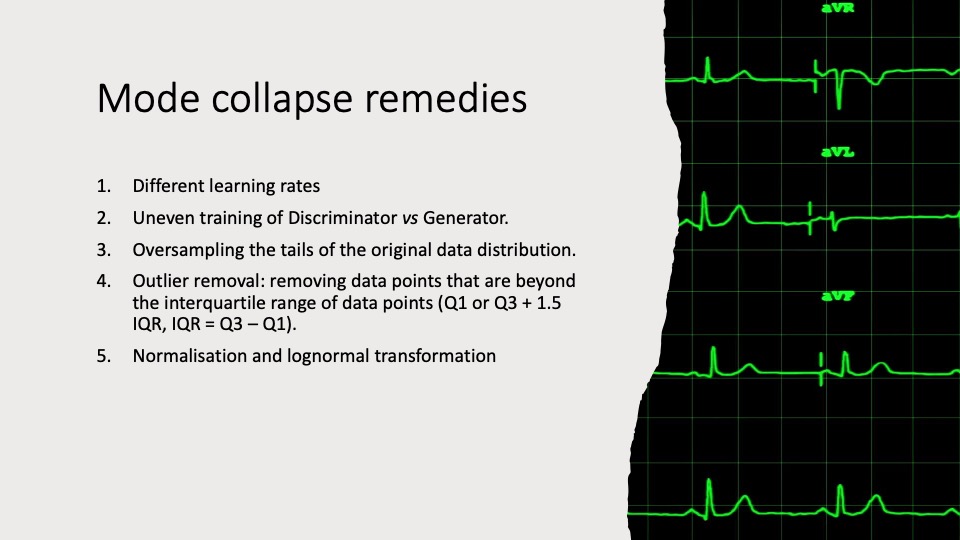 Mode collapse remedies
1. Different learning rates
2. Uneven training of Discriminator vs Generator.
3. Oversampling the tails of the original data distribution.
4. Outlier removal: removing data points that are beyond
the interquartile range of data points (Q1 or Q3 + 1.5
IQR, IQR = Q3 – Q1).
5. Normalisation and lognormal transformation
aVR
aVL
aVF